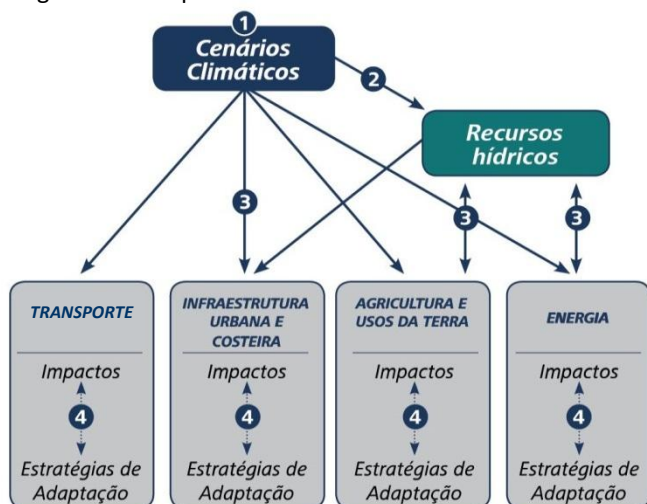 1
Cenários
Climáticos
2
Recursos
hídricos
3
3
3
TRANSPORTE
Impactos
4
Estratégias de
Adaptação
INFRAESTRUTURA
URBANA E
COSTEIRA
Impactos
4
Estratégias de
Adaptação
AGRICULTURA E
USOS DA TERRA
Impactos
4
Estratégias de
Adaptação
ENERGIA
Impactos
4
Estratégias de
Adaptação